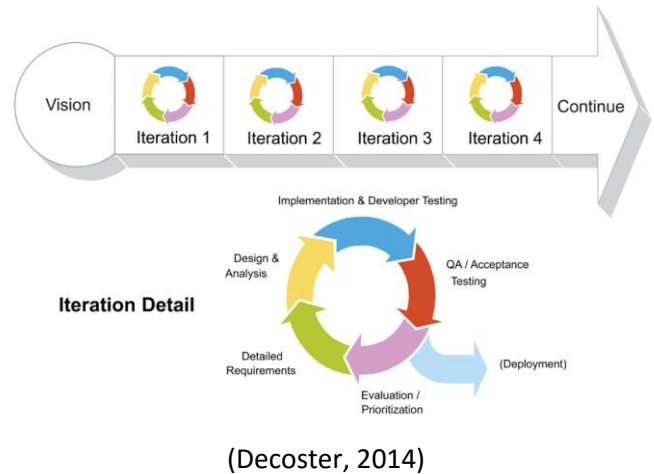 Vision
Iteration 1
Iteration 2
Iteration 3
Iteration 4
Continue
Implementation & Developer Testing
Design &
Analysis
QA / Acceptance
Testing
Iteration Detail
Detailed
Requirements
(Deployment)
Evaluation /
Prioritization
(Decoster, 2014)